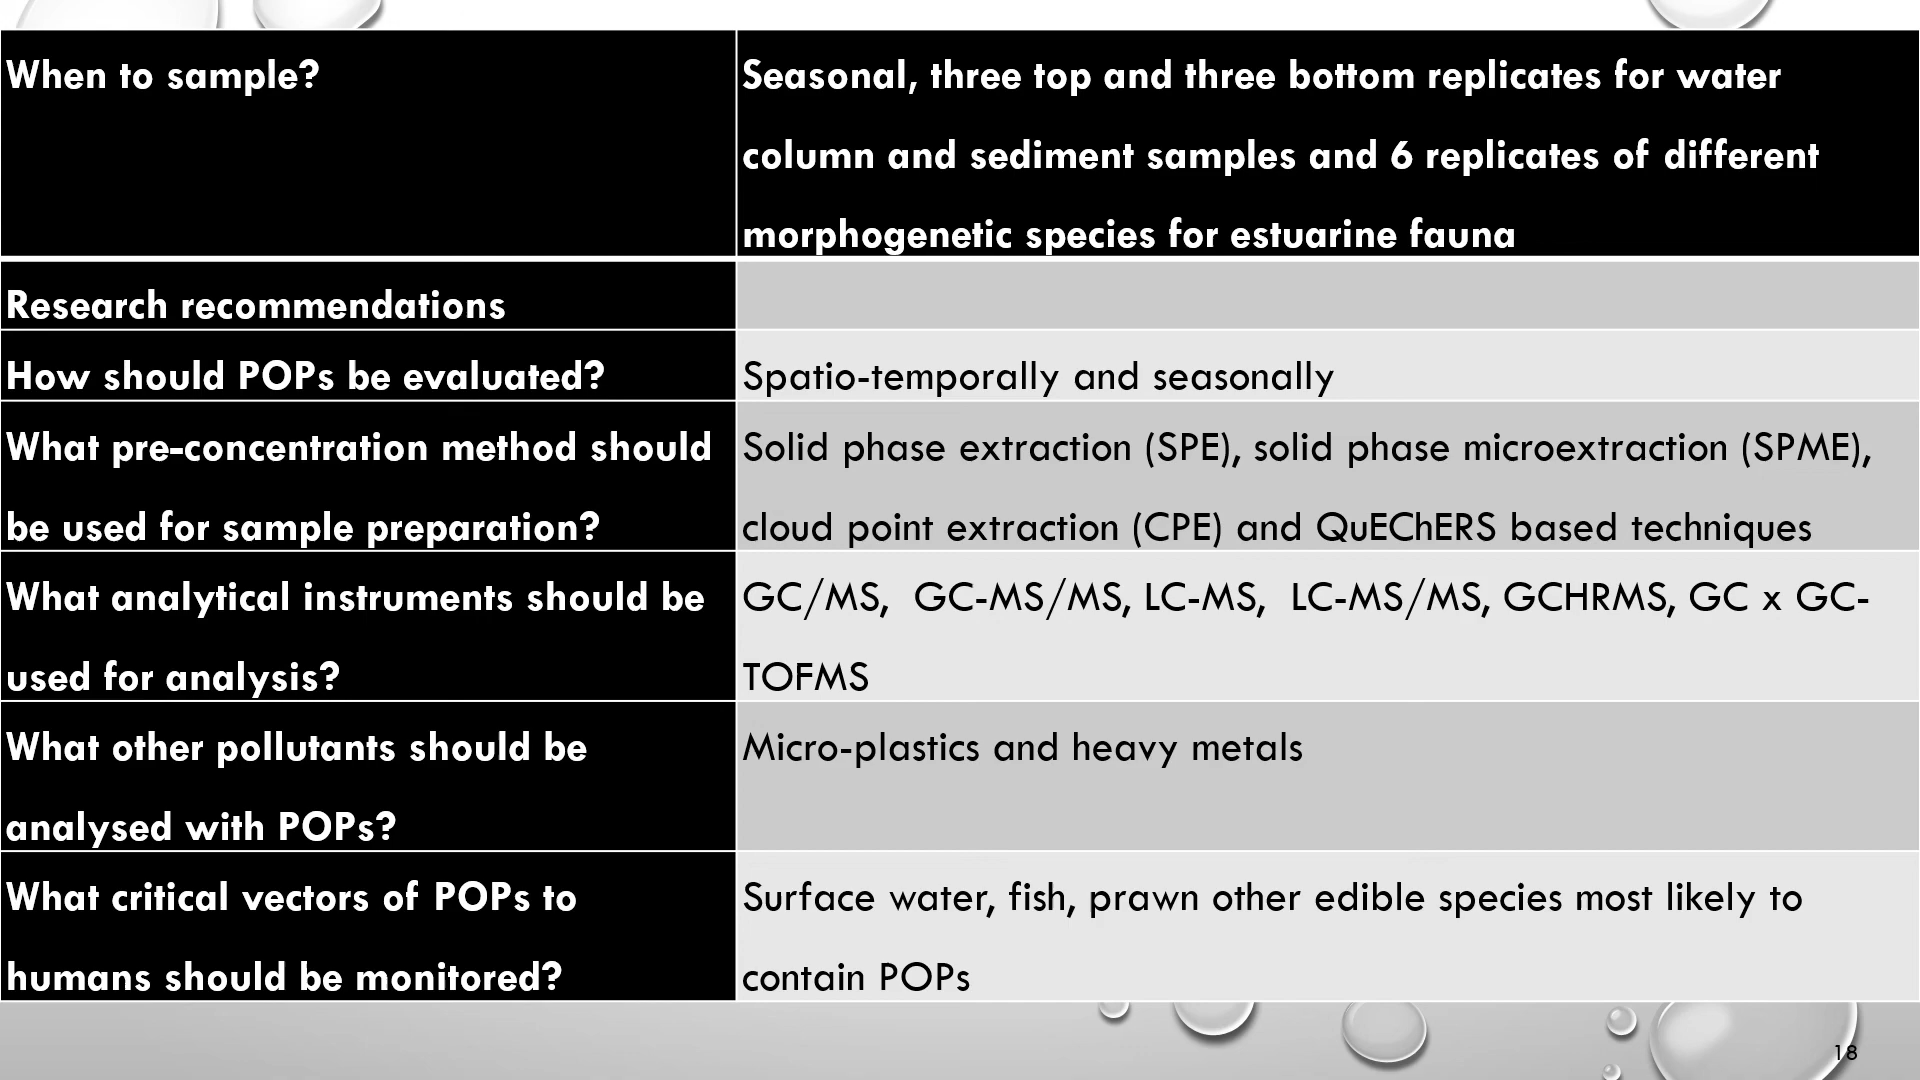 When to sample?
Seasonal, three top and three bottom replicates for water
column and sediment samples and 6 replicates of different
morphogenetic species for estuarine fauna
Research recommendations
How should POPs be evaluated?
Spatio-temporally and seasonally
What pre-concentration method should
be used for sample preparation?
Solid phase extraction (SPE), solid phase microextraction (SPME),
cloud point extraction (CPE) and QuEChERS based techniques
What analytical instruments should be
used for analysis?
GC/MS,  GC-MS/MS, LC-MS,  LC-MS/MS, GCHRMS, GC x GC-
TOFMS
What other pollutants should be
analysed with POPs?
Micro-plastics and heavy metals
What critical vectors of POPs to
humans should be monitored?
Surface water, fish, prawn other edible species most likely to
contain POPs
18